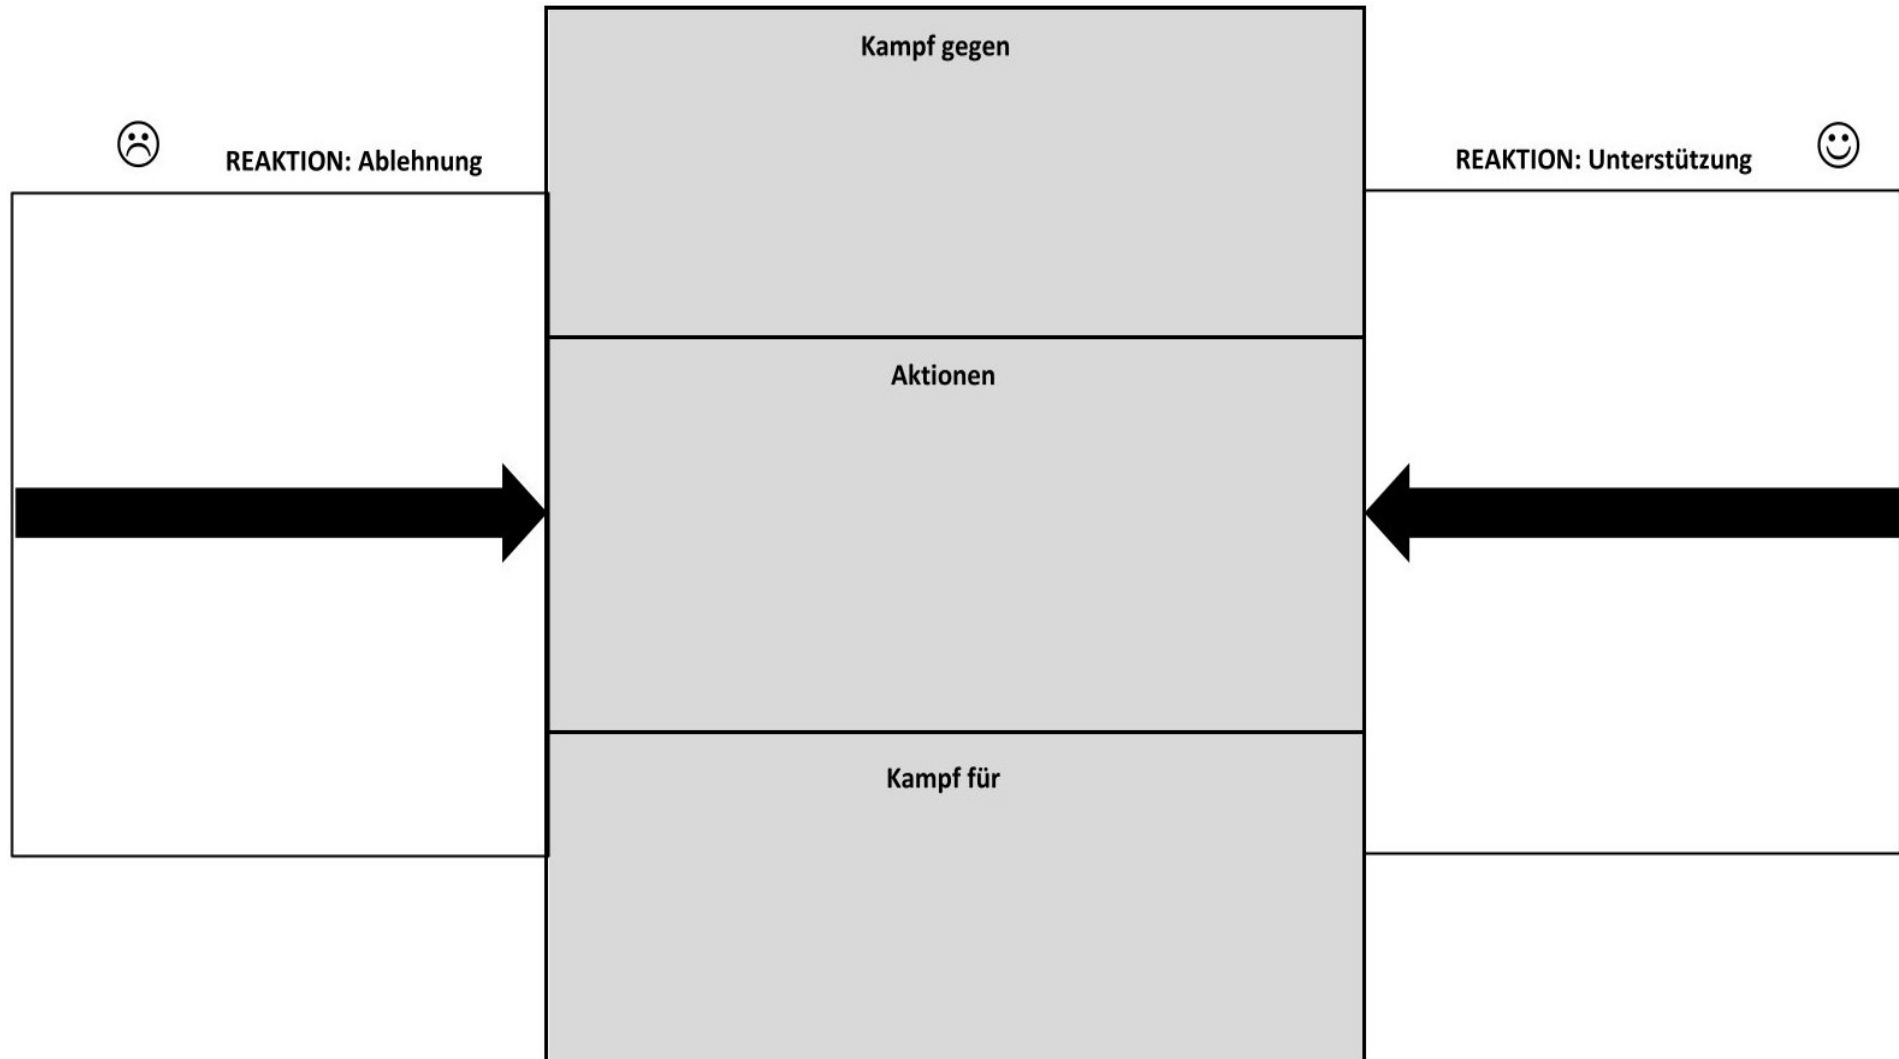 Kampf gegen
REAKTION: Ablehnung
REAKTION: Unterstützung
Aktionen
Kampf für